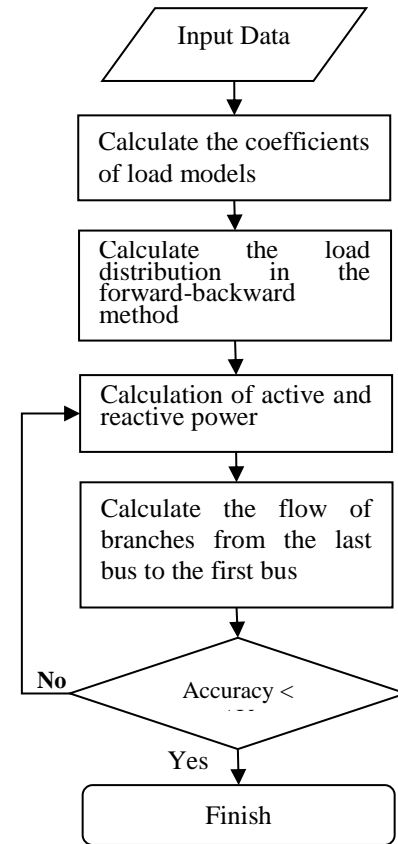 Input Data
Calculate the coefficients
of load models
Calculate the load
distribution in the
forward-backward
method
Calculation of active and
reactive power
Calculate the flow of
branches from the last
bus to the first bus
No
Accuracy <
Yes
Finish